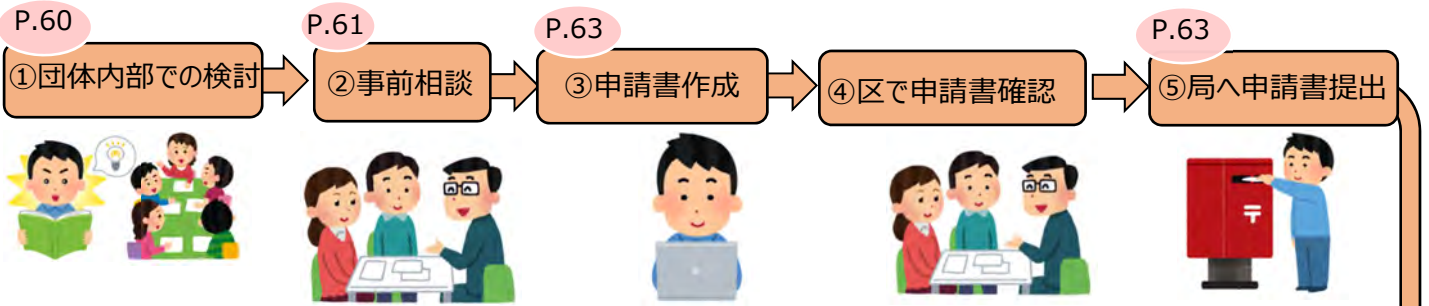 P.60
①団体内部での検討
P.61
②事前相談
P.63
③申請書作成
④区で申請書確認
P.63
⑤局へ申請書提出
〒